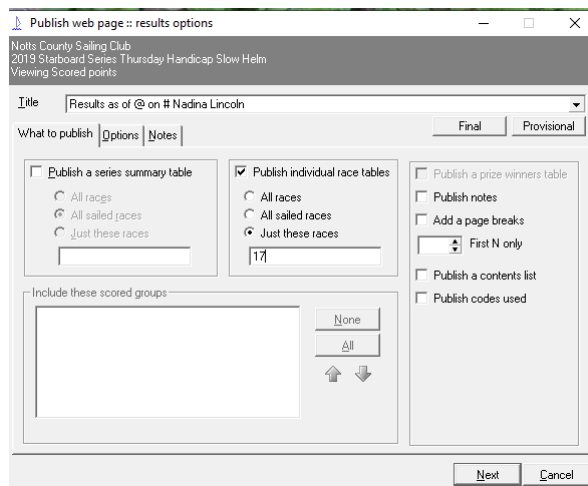 Publish web page :: results options
Notts County Sailing Club
2019 Starboard Series Thursday Handicap Slow Helm
Viewing Scored points
Title
Results as of @ on # Nadina Lincoln
Final
Provisional
What to publish
Options
Notes
Publish a series summary table
All races
All sailed races
Just these races
Publish individual race tables
All races
All sailed races
Just these races
17
Publish a prize winners table
Publish notes
Add a page breaks
First N only
Publish a contents list
Publish codes used
Include these scored groups
None
All
Next
Cancel